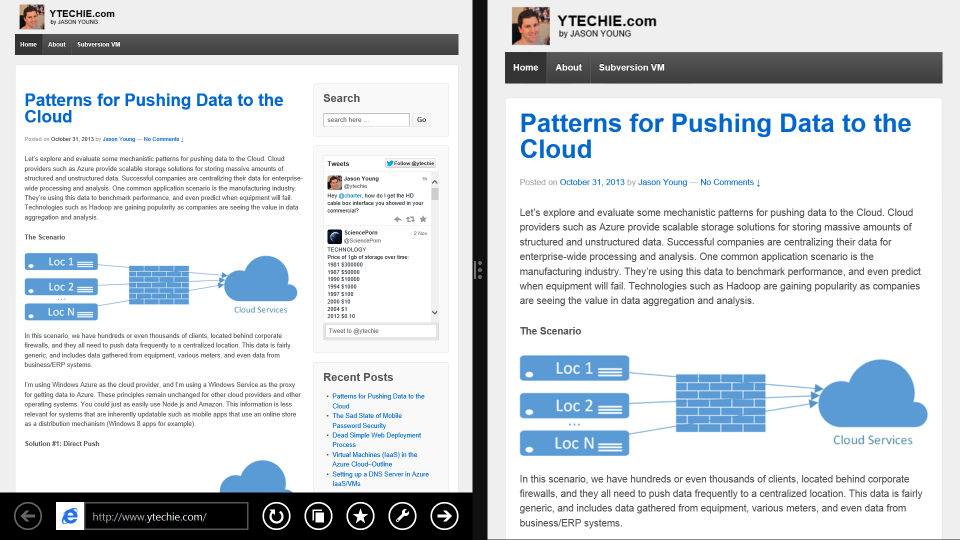 YTECHIE.com
by JASON YOUNG
Home About Subversion VM
Patterns for Pushing Data to the
Cloud
Posted on October 31, 2013 by Jason Young — No Comments ↓
Let's explore and evaluate some mechanistic patterns for pushing data to the Cloud. Cloud
providers such as Azure provide scalable storage solutions for storing massive amounts of
structured and unstructured data. Successful companies are centralizing their data for enterprise-
wide processing and analysis. One common application scenario is the manufacturing industry.
They're using this data to benchmark performance, and even predict when equipment will fail.
Technologies such as Hadoop are gaining popularity as companies are seeing the value in data
aggregation and analysis.
The Scenario
Loc 1
Loc 2
...
Loc N
Cloud Services
In this scenario, we have hundreds or even thousands of clients, located behind corporate
firewalls, and they all need to push data frequently to a centralized location. This data is fairly
generic, and includes data gathered from equipment, various meters, and even data from
business/ERP systems.
I'm using Windows Azure as the cloud provider, and I'm using a Windows Service as the proxy
for getting data to Azure. These principles remain unchanged for other cloud providers and other
operating systems. You could just as easily use Node.js and Amazon. This information is less
relevant for systems that are inherently updatable such as mobile apps that use an online store
as a distribution mechanism (Windows 8 apps for example).
Solution #1: Direct Push
Search
search here ... Go
Tweets Follow @ytechie
Jason Young 1h
@ytechie
Hey @charter, how do I get the HD
cable box interface you showed in your
commercial?
SciencePorn 2 Nov
@SciencePorn
TECHNOLOGY
Price of 1gb of storage over time:
1981 $300000
1987 $50000
1990 $10000
1994 $1000
1997 $100
2000 $10
2004 $1
2012 $0.10
Tweet to @ytechie
Recent Posts
• Patterns for Pushing Data to the
Cloud
• The Sad State of Mobile
Password Security
• Dead Simple Web Deployment
Process
• Virtual Machines (IaaS) in the
Azure Cloud–Outline
• Setting up a DNS Server in Azure
IaaS/VMs
http://www.ytechie.com/
YTECHIE.com
by JASON YOUNG
Home About Subversion VM
Patterns for Pushing Data to the
Cloud
Posted on October 31, 2013 by Jason Young — No Comments ↓
Let's explore and evaluate some mechanistic patterns for pushing data to the Cloud. Cloud
providers such as Azure provide scalable storage solutions for storing massive amounts of
structured and unstructured data. Successful companies are centralizing their data for
enterprise-wide processing and analysis. One common application scenario is the
manufacturing industry. They're using this data to benchmark performance, and even predict
when equipment will fail. Technologies such as Hadoop are gaining popularity as companies
are seeing the value in data aggregation and analysis.
The Scenario
Loc 1
Loc 2
...
Loc N
Cloud Services
In this scenario, we have hundreds or even thousands of clients, located behind corporate
firewalls, and they all need to push data frequently to a centralized location. This data is fairly
generic, and includes data gathered from equipment, various meters, and even data from
business/ERP systems.